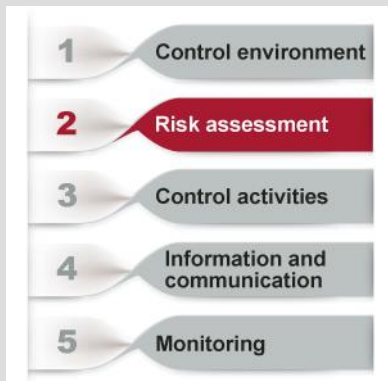 1 Control environment
2 Risk assessment
3 Control activities
4 Information and
communication
5 Monitoring